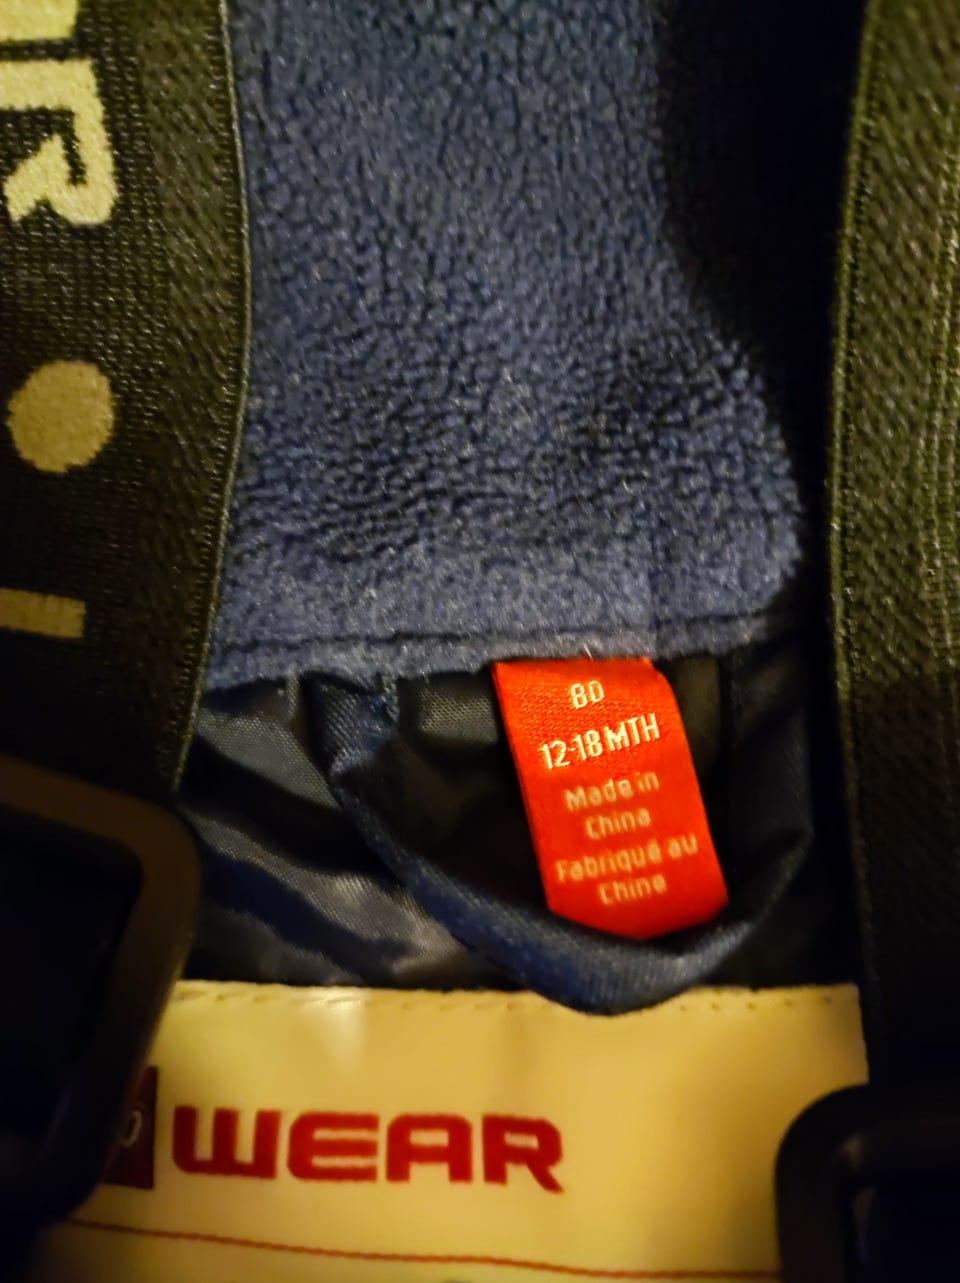 80
12-18 MTH
Made in
China
Fabriqué au
Chine
WEAR